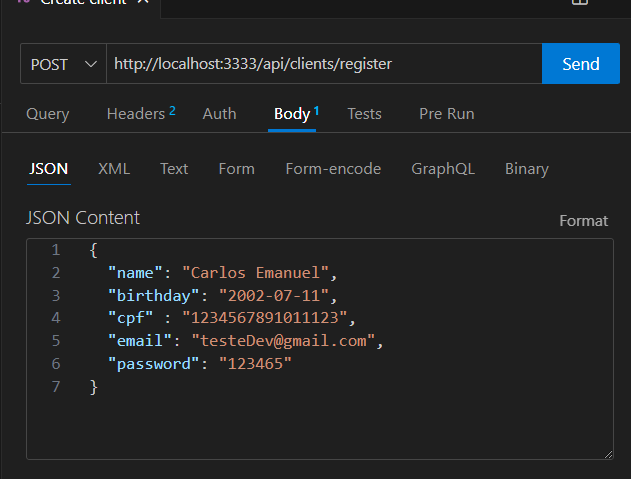 Create client
POST http://localhost:3333/api/clients/register Send
Query Headers 2 Auth Body 1 Tests Pre Run
JSON XML Text Form Form-encode GraphQL Binary
JSON Content Format
1 {
2 "name": "Carlos Emanuel",
3 "birthday": "2002-07-11",
4 "cpf" : "1234567891011123",
5 "email": "testeDev@gmail.com",
6 "password": "123465"
7 }